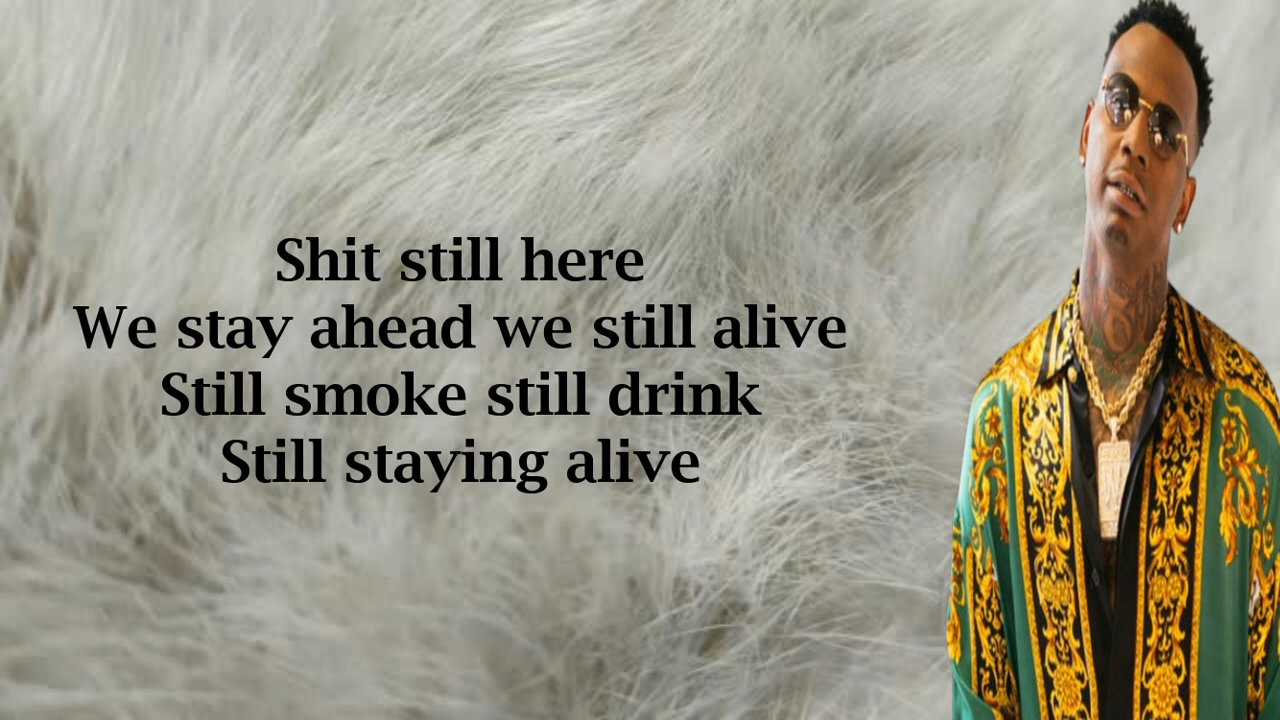 Shit still here
We stay ahead we still alive
Still smoke still drink
Still staying alive